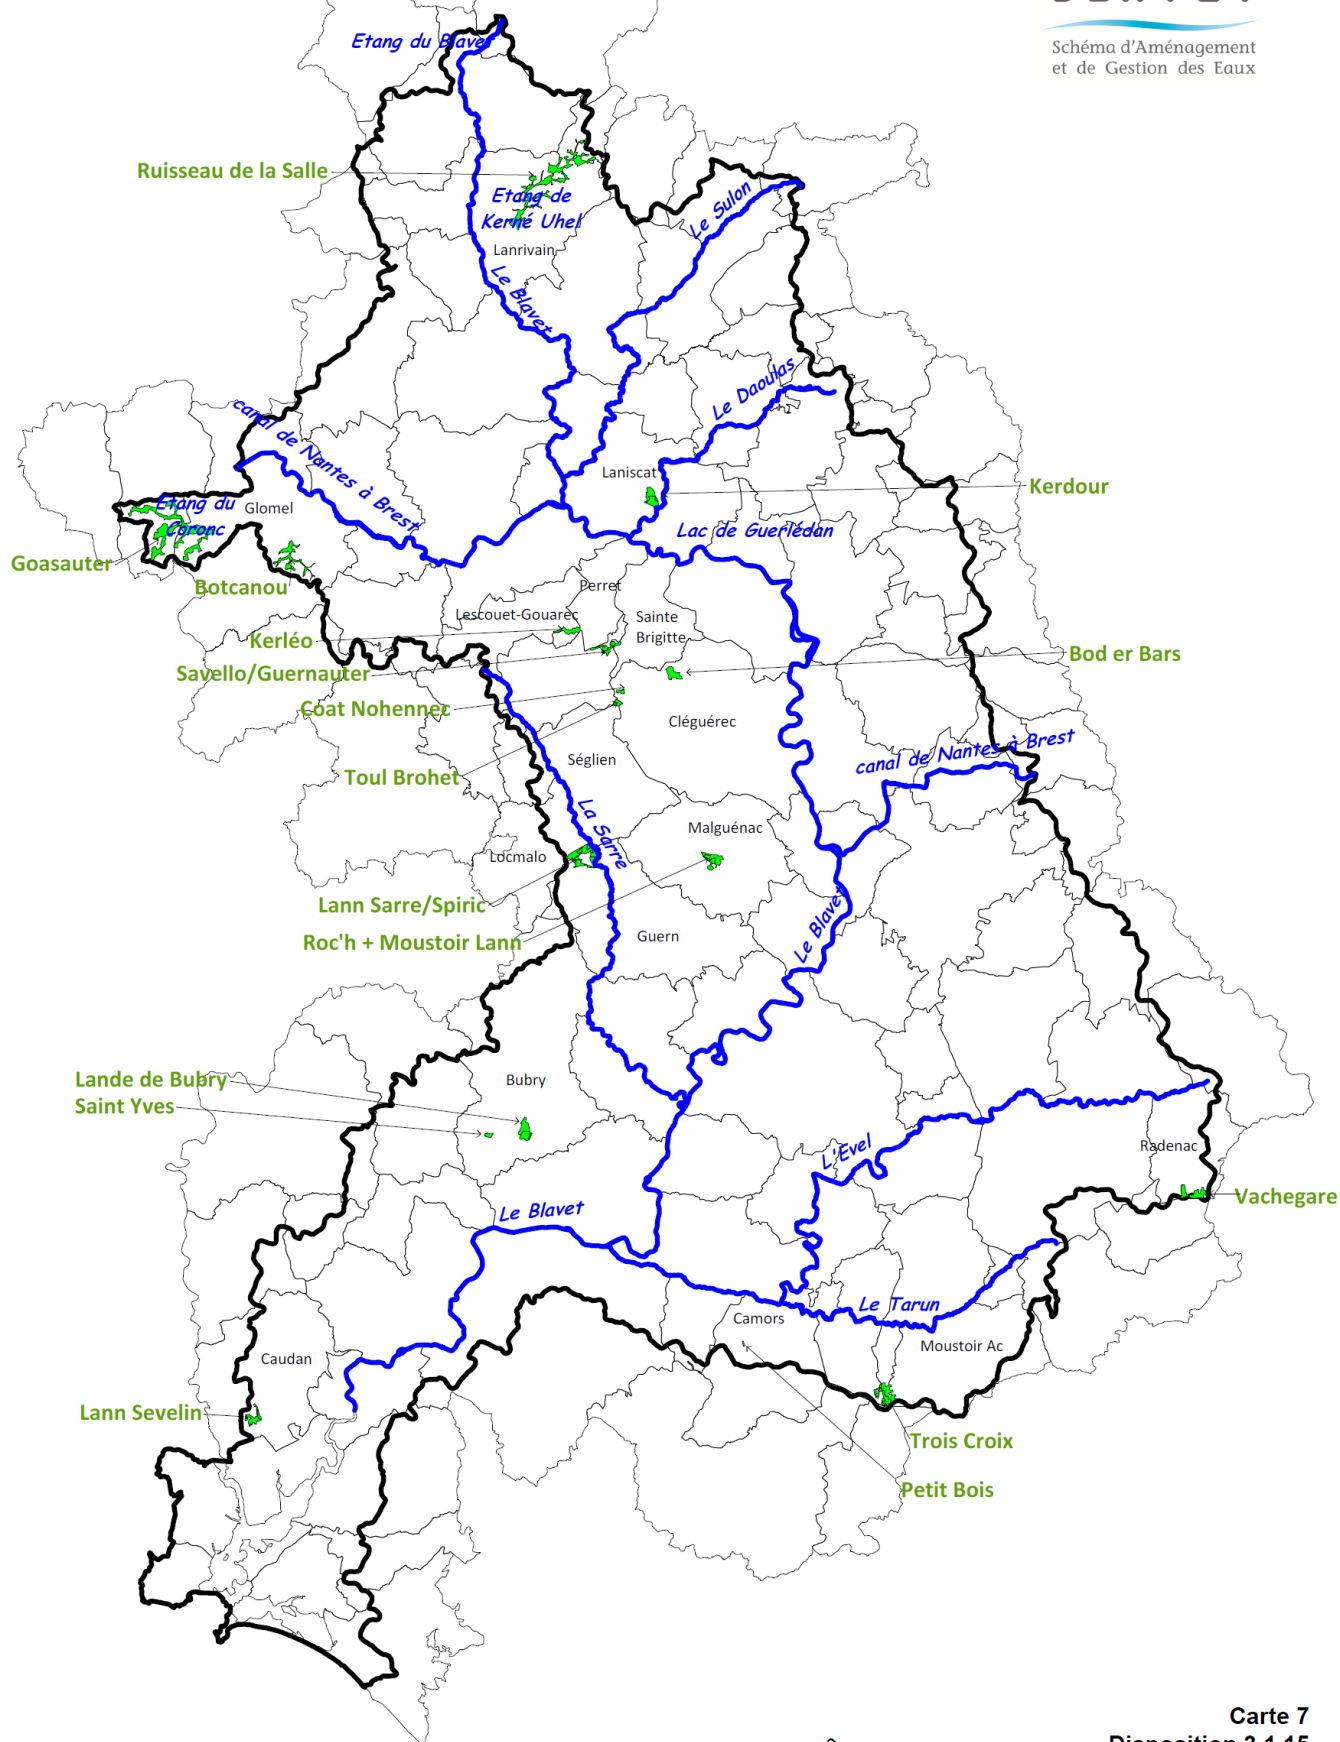 Schéma d'Aménagement
et de Gestion des Eaux
Etang du Blavet
Ruisseau de la Salle
Etang de
Kerné Uhel
Le Sulon
Lanrivain
Le Blavet
Le Daoulas
canal de Nantes à Brest
Laniscat
Kerdour
Etang du
Coronc
Glomel
Lac de Guerlédan
Goasauter
Botcanou
Perret
Lescouet-Gouarec
Sainte
Brigitte
Kerléo
Bod er Bars
Savello/Guernauter
Coat Nohennec
Cléguérec
canal de Nantes à Brest
Séglien
Toul Brohet
La Sarre
Malguénac
Locmalo
Lann Sarre/Spiric
Le Blavet
Roc'h + Moustoir Lann
Guern
Lande de Bubry
Bubry
Saint Yves
L'Evel
Radenac
Vachegare
Le Blavet
Le Tarun
Camors
Moustoir Ac
Caudan
Lann Sevelin
Trois Croix
Petit Bois
Carte 7
Disposition 3.1.15